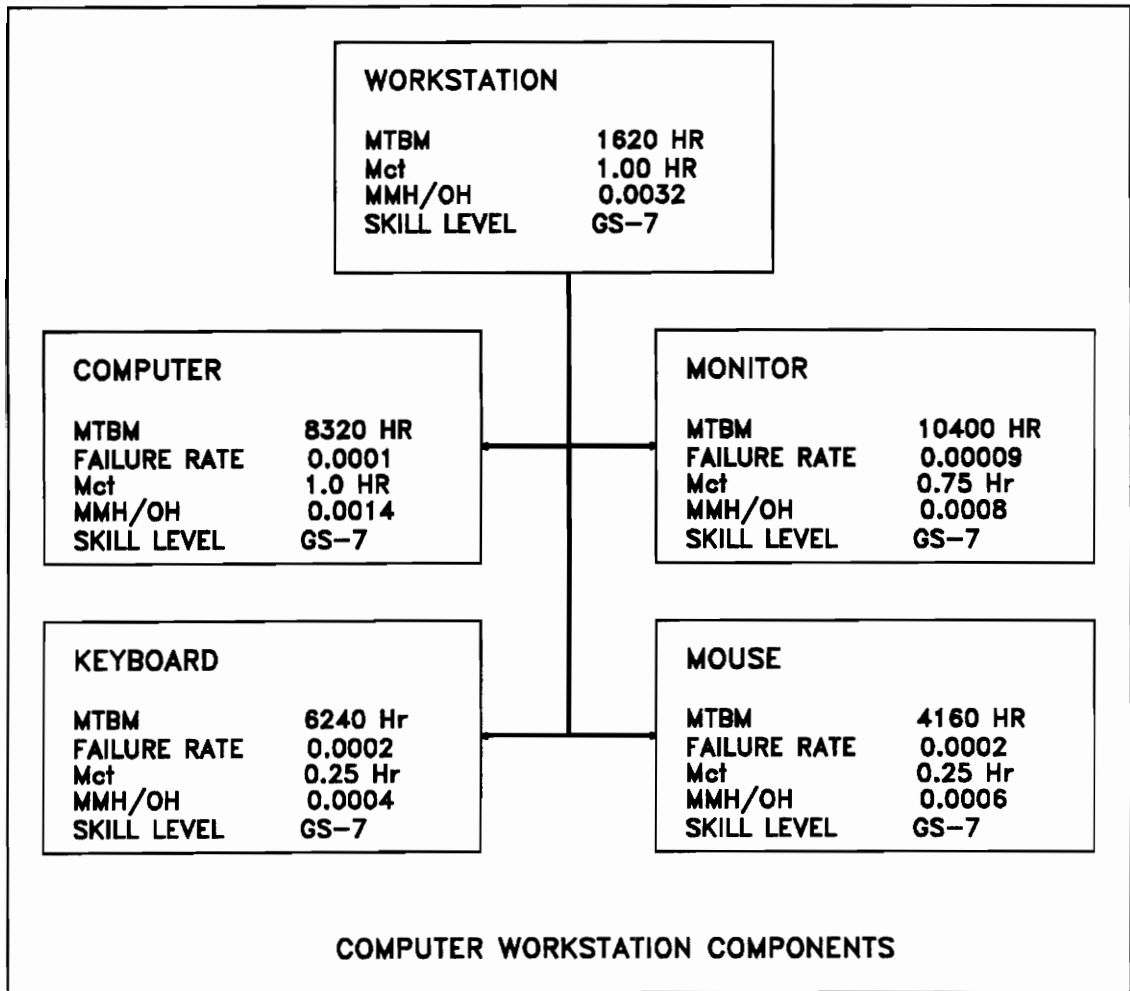 WORKSTATION
MTBM 1620 HR
Mct 1.00 HR
MMH/OH 0.0032
SKILL LEVEL GS-7
COMPUTER
MTBM 8320 HR
FAILURE RATE 0.0001
Mct 1.0 HR
MMH/OH 0.0014
SKILL LEVEL GS-7
MONITOR
MTBM 10400 HR
FAILURE RATE 0.00009
Mct 0.75 Hr
MMH/OH 0.0008
SKILL LEVEL GS-7
KEYBOARD
MTBM 6240 Hr
FAILURE RATE 0.0002
Mct 0.25 Hr
MMH/OH 0.0004
SKILL LEVEL GS-7
MOUSE
MTBM 4160 HR
FAILURE RATE 0.0002
Mct 0.25 Hr
MMH/OH 0.0006
SKILL LEVEL GS-7
COMPUTER WORKSTATION COMPONENTS